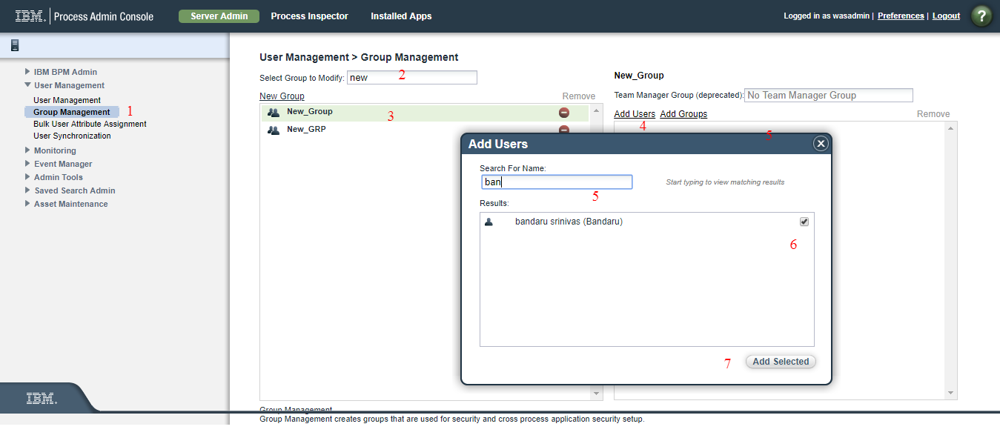 IBM. Process Admin Console Server Admin Process Inspector Installed Apps Logged in as wasadmin | Preferences | Logout ?
IBM BPM Admin
User Management
User Management
Group Management 1
Bulk User Attribute Assignment
User Synchronization
Monitoring
Event Manager
Admin Tools
Saved Search Admin
Asset Maintenance
IBM.
User Management > Group Management
Select Group to Modify: new 2
New Group Remove
New_Group 3
New_GRP
New_Group
Team Manager Group (deprecated): No Team Manager Group
Add Users Add Groups Remove
4 5
Add Users
Search For Name:
ban Start typing to view matching results
5
Results:
bandaru srinivas (Bandaru)
6
7 Add Selected
Group Management
Group Management creates groups that are used for security and cross process application security setup.